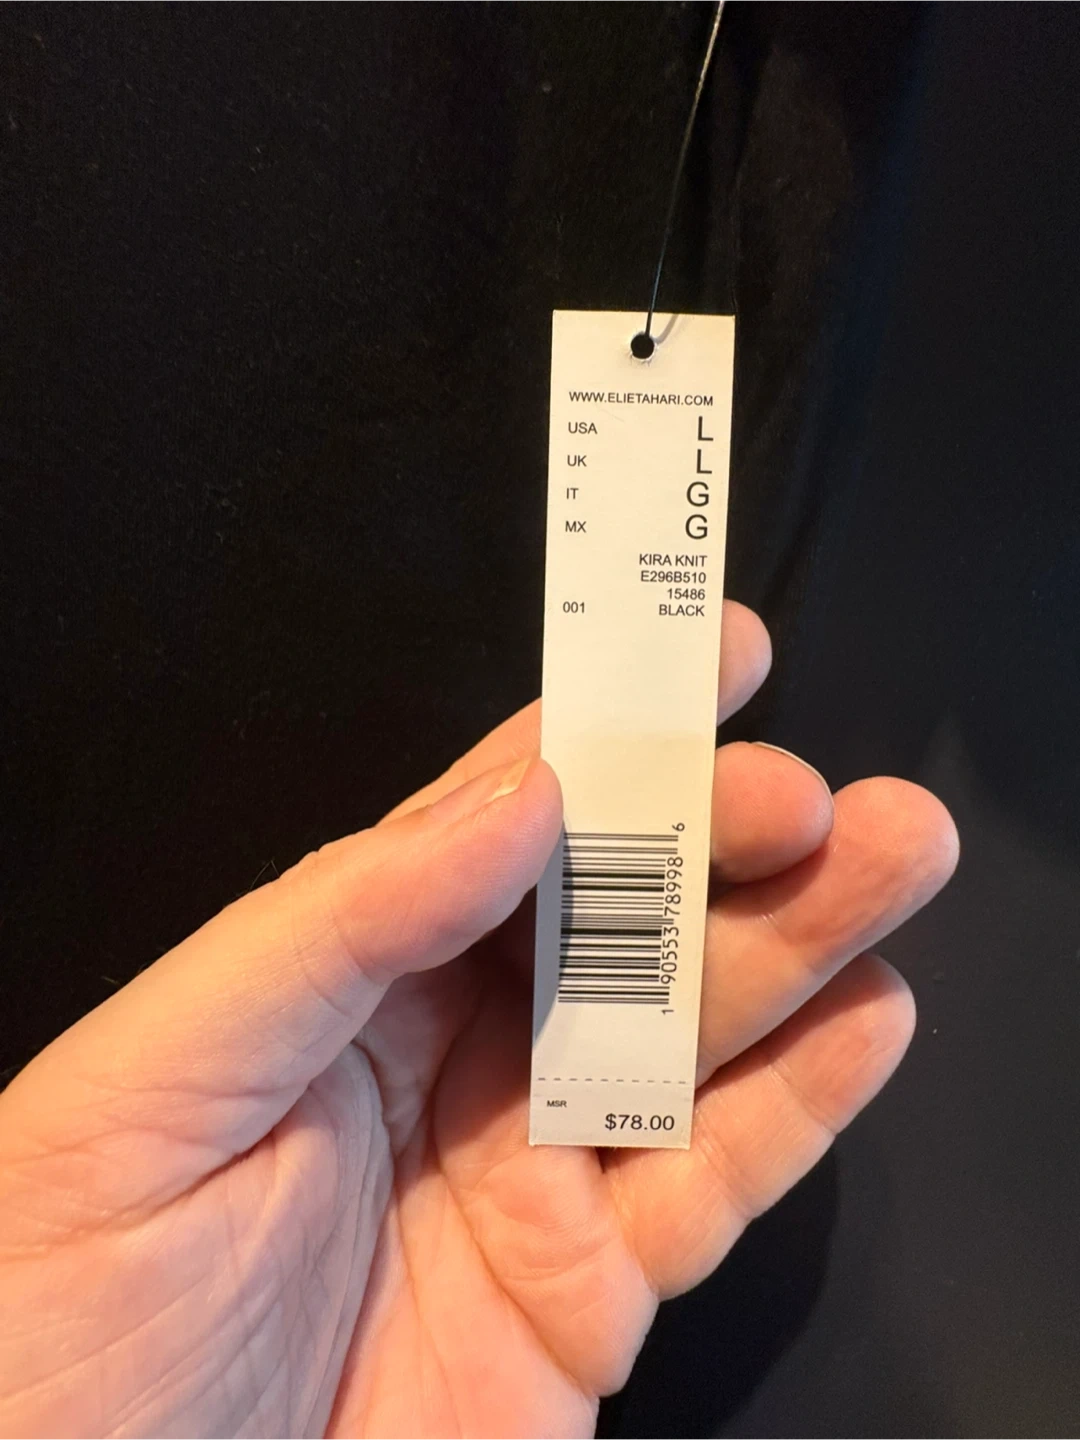 WWW.ELIETAHARI.COM
USA L
UK L
IT G
MX G
KIRA KNIT
E296B510
15486
001 BLACK
1 90553 78998 6
MSR
$78.00